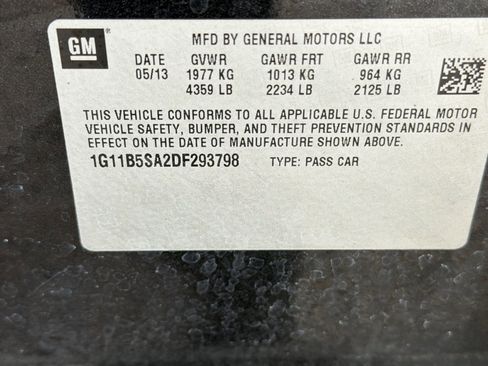 GM
MFD BY GENERAL MOTORS LLC
DATE GVWR GAWR FRT GAWR RR
05/13 1977 KG 1013 KG 964 KG
4359 LB 2234 LB 2125 LB
THIS VEHICLE CONFORMS TO ALL APPLICABLE U.S. FEDERAL MOTOR
VEHICLE SAFETY, BUMPER, AND THEFT PREVENTION STANDARDS IN
EFFECT ON THE DATE OF MANUFACTURE SHOWN ABOVE.
1G11B5SA2DF293798 TYPE: PASS CAR